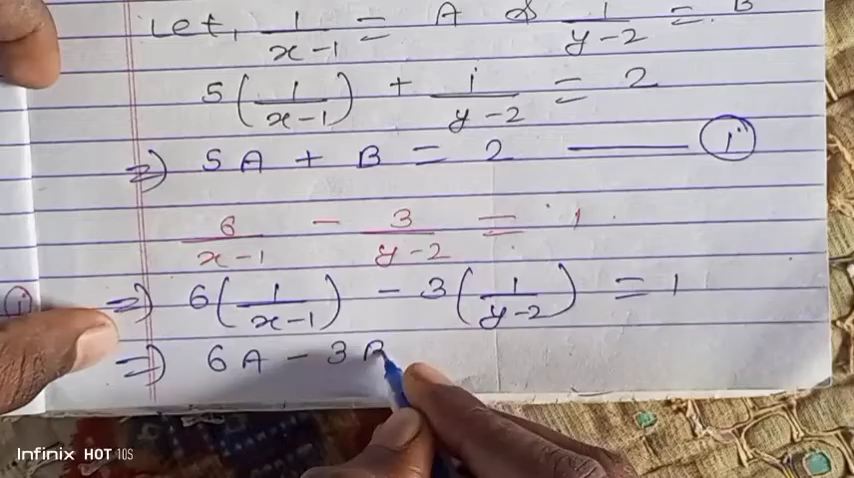 Let, 1/(x-1) = A & 1/(y-2) = B
5(1/(x-1)) + 1/(y-2) = 2
⇒ 5A + B = 2 ——— (i)
6/(x-1) - 3/(y-2) = 1
⇒ 6(1/(x-1)) - 3(1/(y-2)) = 1
⇒ 6A - 3B
Infinix HOT 10S